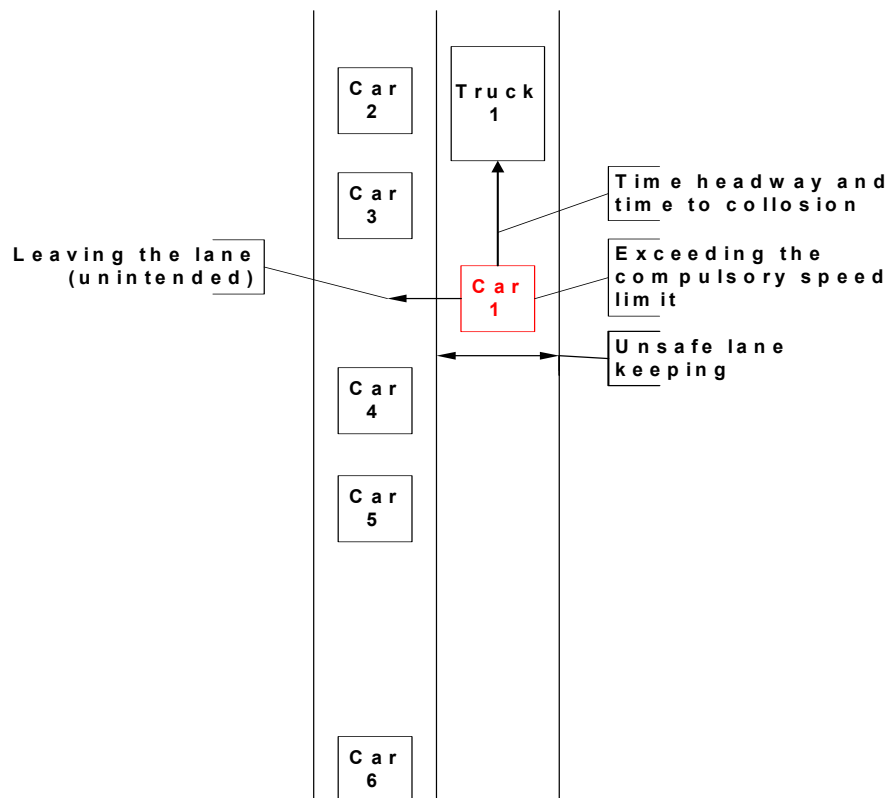 Car
2
Truck
1
Car
3
Time headway and
time to collosion
Leaving the lane
(unintended)
Car
1
Exceeding the
compulsory speed
limit
Unsafe lane
keeping
Car
4
Car
5
Car
6